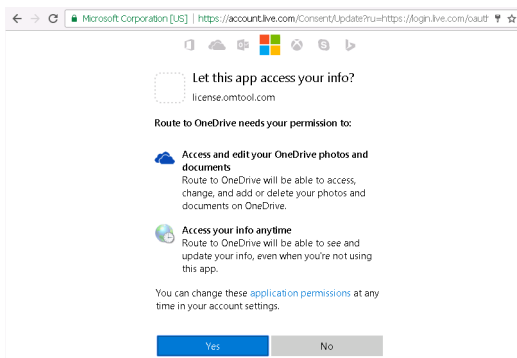 Microsoft Corporation [US] | https://account.live.com/Consent/Update?ru=https://login.live.com/oauth
Let this app access your info?
license.omtool.com
Route to OneDrive needs your permission to:
Access and edit your OneDrive photos and
documents
Route to OneDrive will be able to access,
change, and add or delete your photos and
documents on OneDrive.
Access your info anytime
Route to OneDrive will be able to see and
update your info, even when you're not using
this app.
You can change these application permissions at any
time in your account settings.
Yes
No